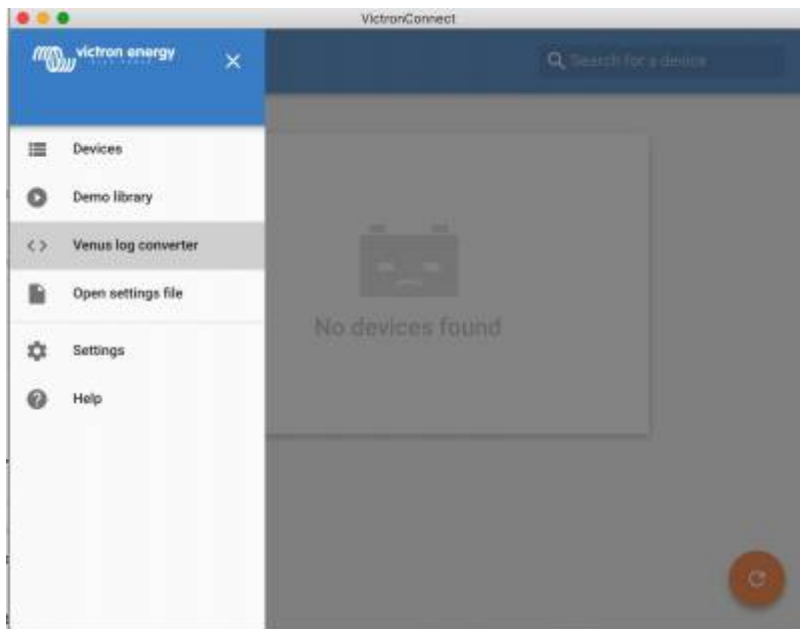 VictronConnect
victron energy
Search for a device
Devices
Demo library
Venus log converter
Open settings file
No devices found
Settings
Help